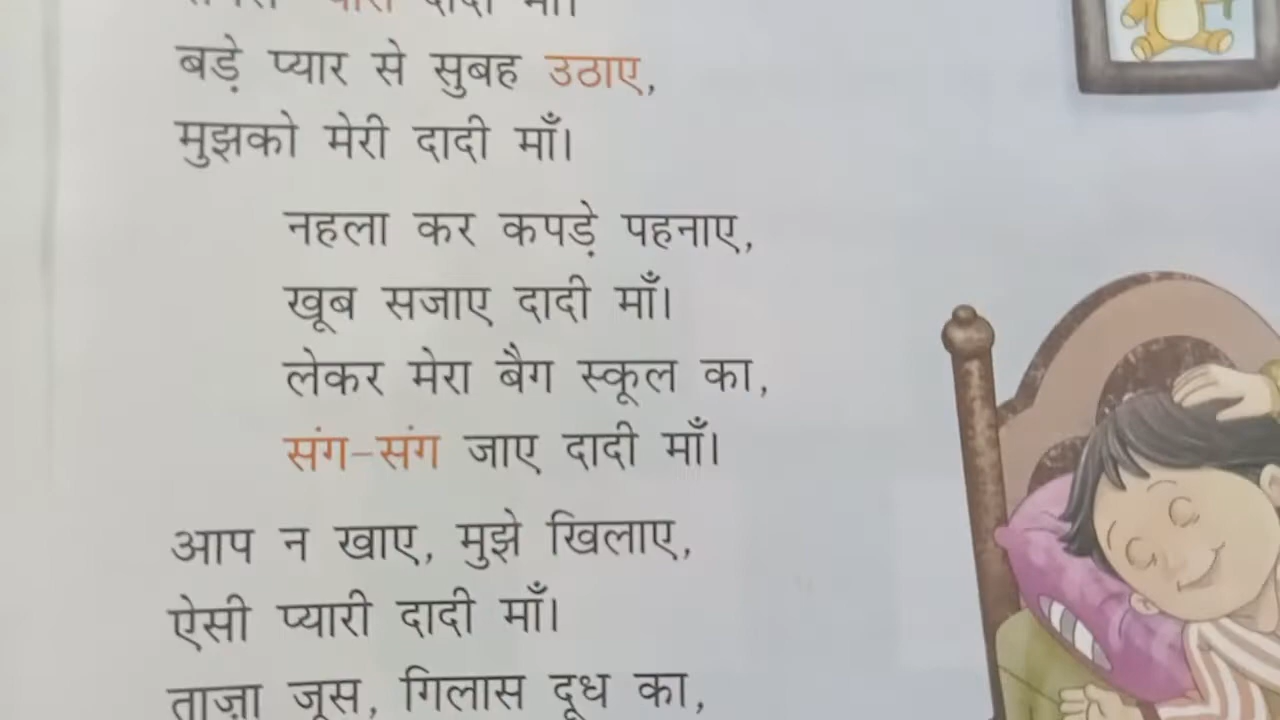 दादी माँ।
बड़े प्यार से सुबह उठाए,
मुझको मेरी दादी माँ।
नहला कर कपड़े पहनाए,
खूब सजाए दादी माँ।
लेकर मेरा बैग स्कूल का,
संग-संग जाए दादी माँ।
आप न खाए, मुझे खिलाए,
ऐसी प्यारी दादी माँ।
ताज़ा जूस, गिलास दूध का,